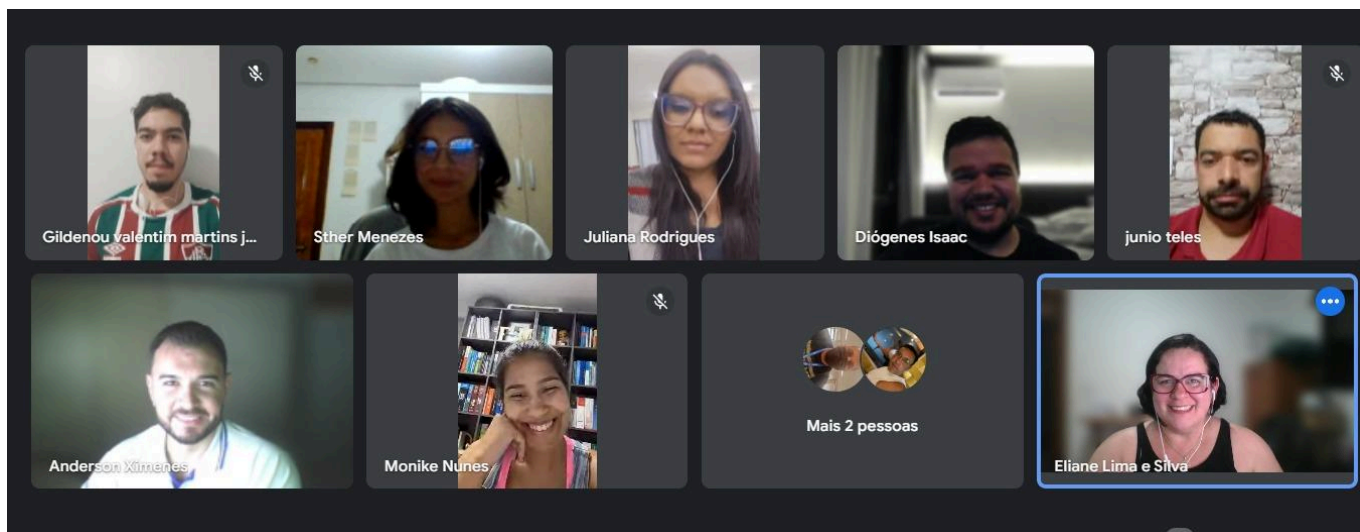 Gildenou valentim martins j...
Sther Menezes
Juliana Rodrigues
Diógenes Isaac
junio teles
Anderson Ximenes
Monike Nunes
Mais 2 pessoas
Eliane Lima e Silva